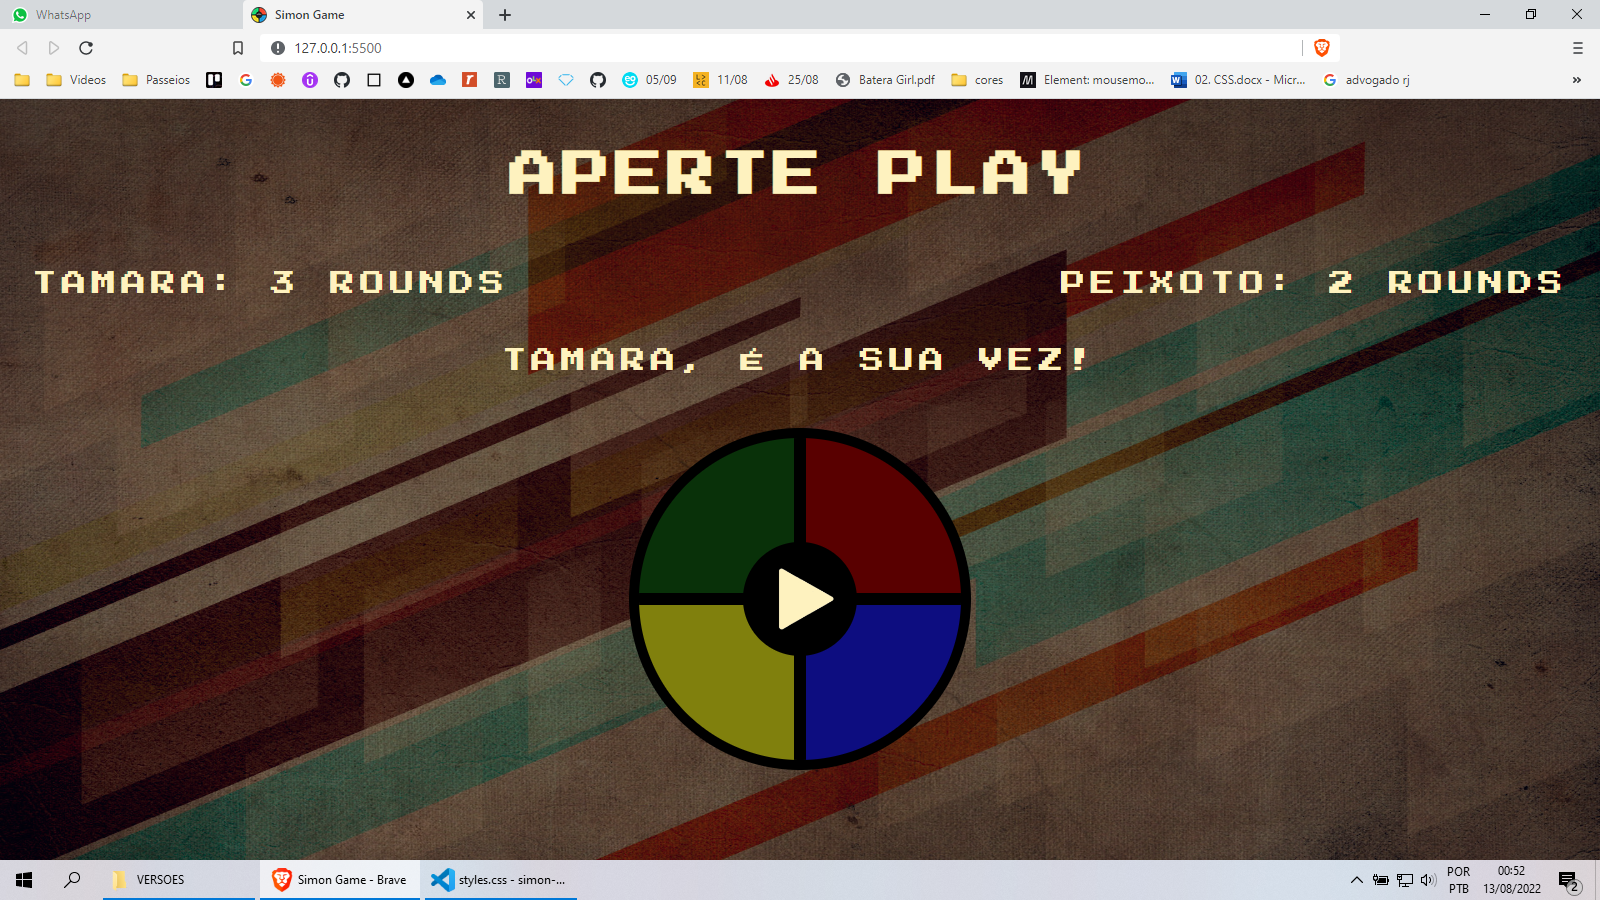 WhatsApp
Simon Game
127.0.0.1:5500
Videos
Passeios
05/09
11/08
25/08
Batera Girl.pdf
cores
Element: mousemo...
02. CSS.docx - Micr...
advogado rj
APERTE PLAY
TAMARA: 3 ROUNDS
PEIXOTO: 2 ROUNDS
TAMARA, É A SUA VEZ!
VERSOES
Simon Game - Brave
styles.css - simon-...
POR
PTB
00:52
13/08/2022
2